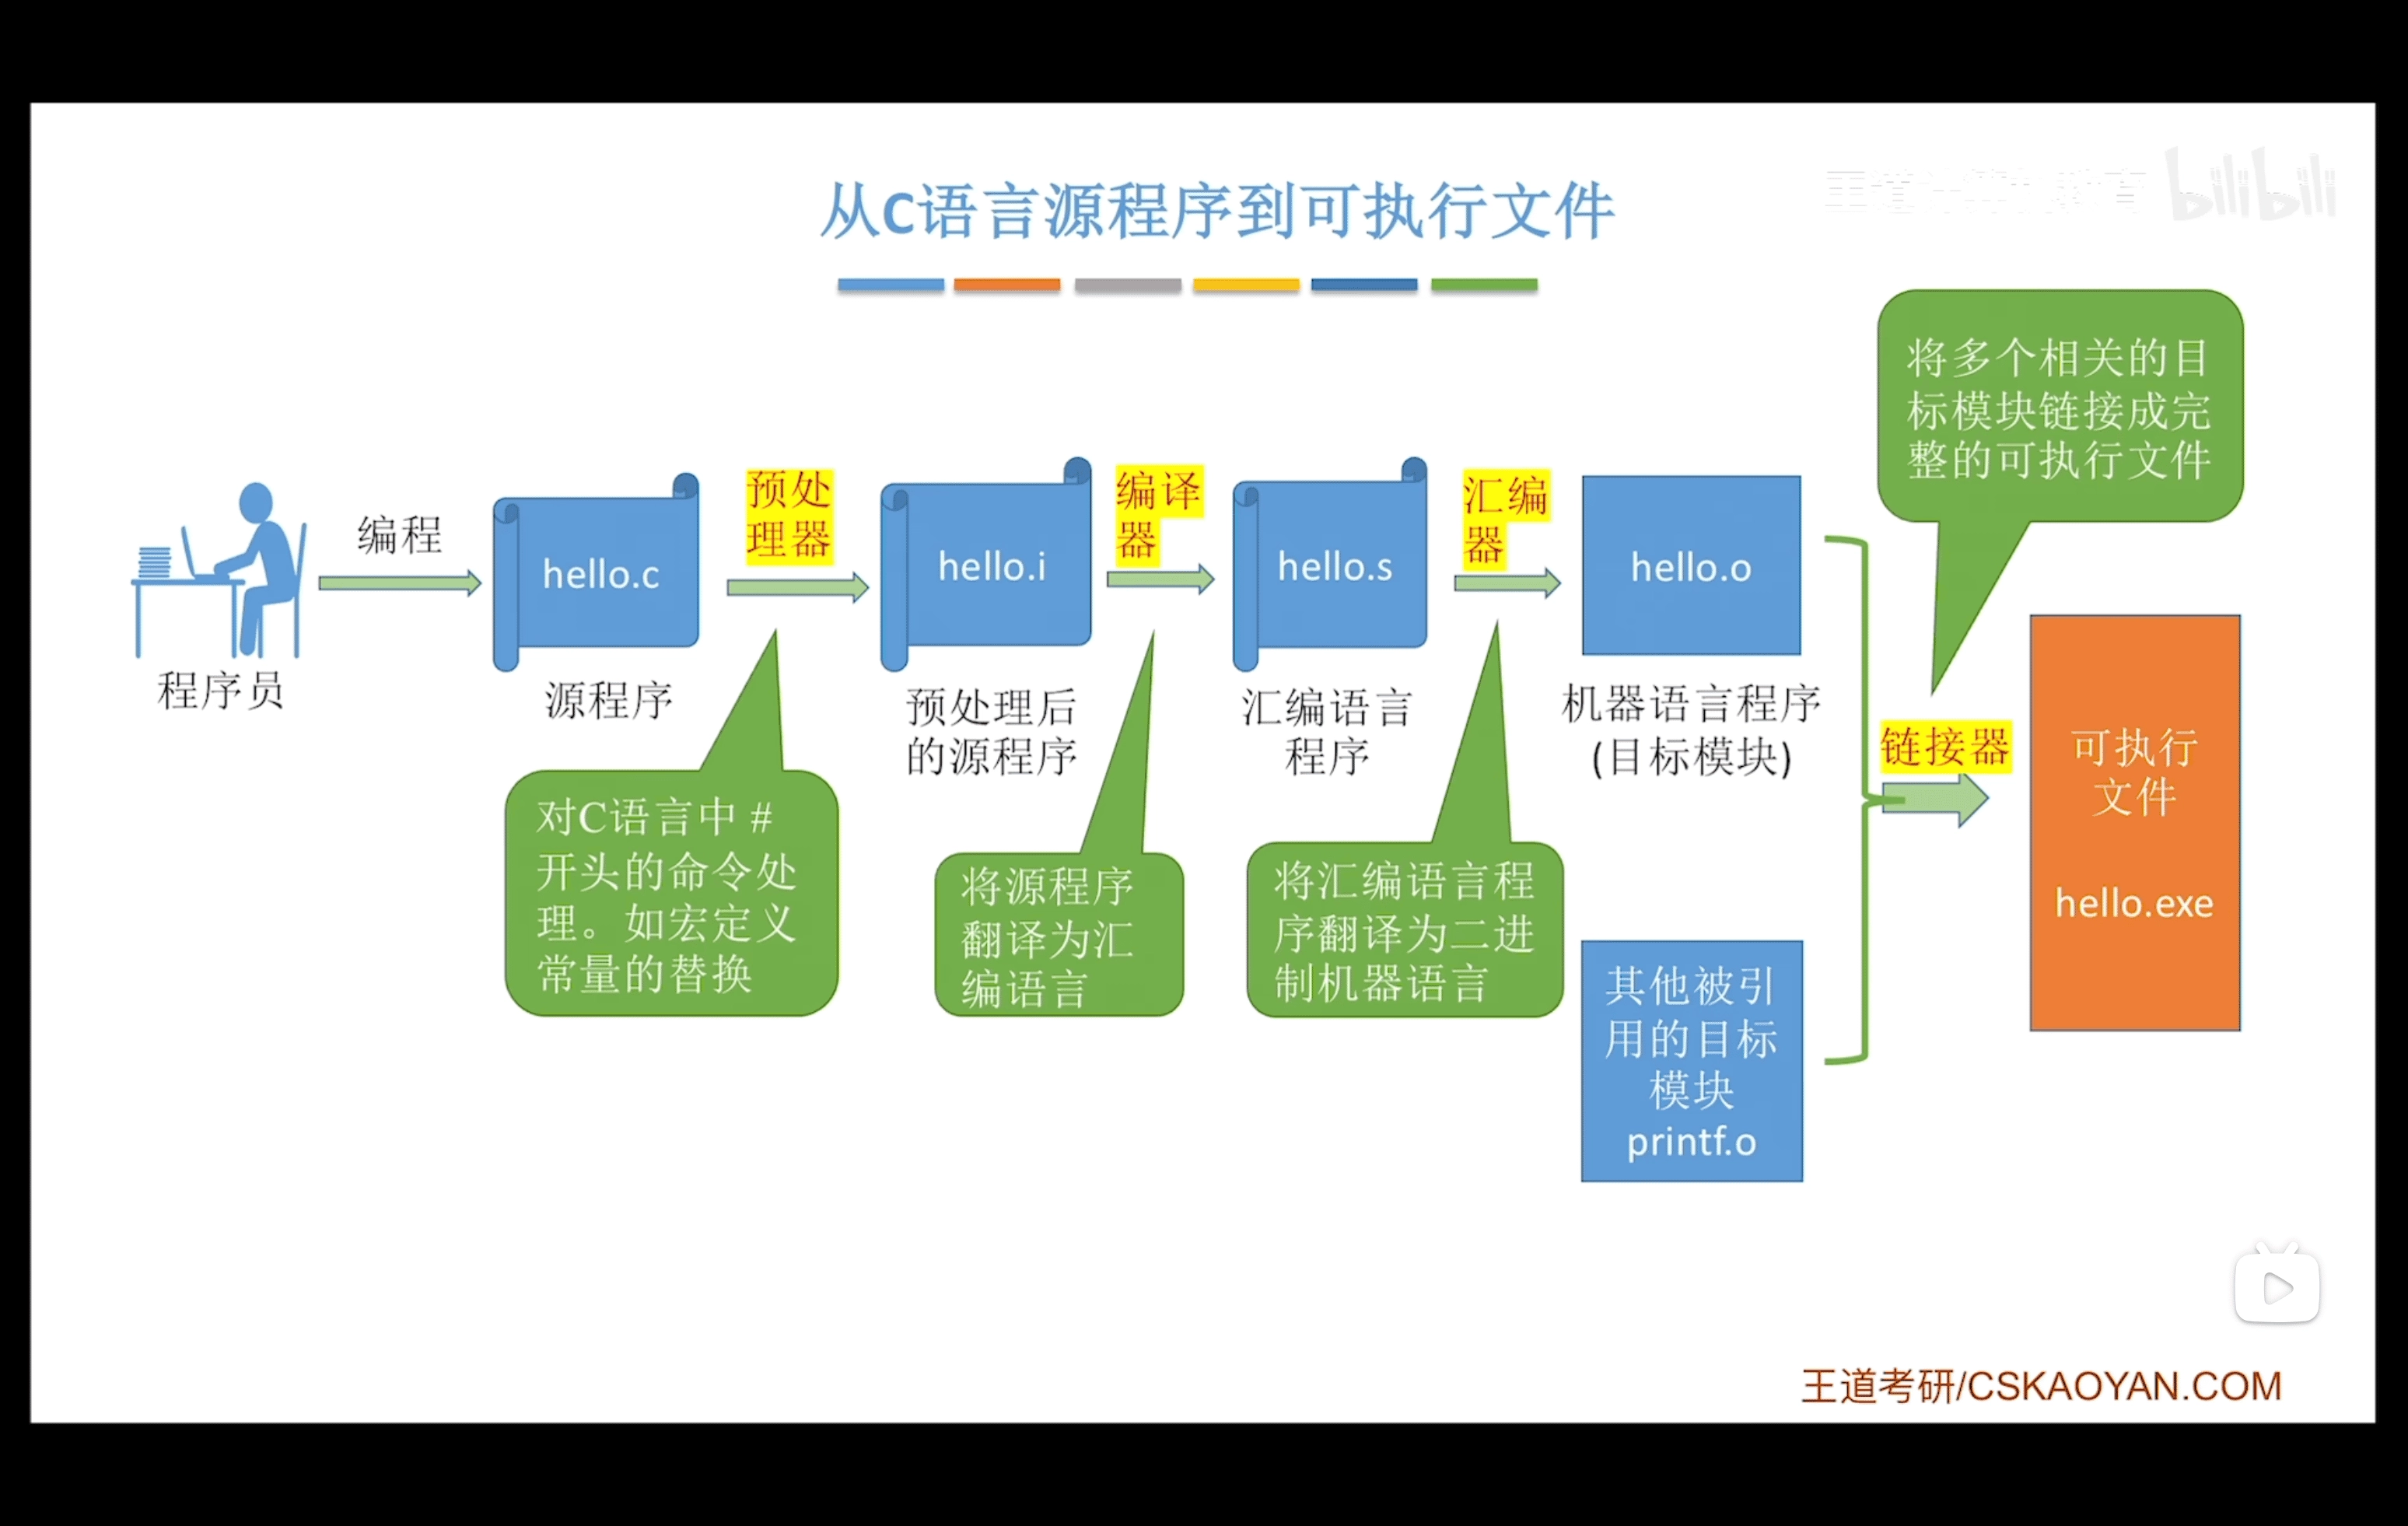 从C语言源程序到可执行文件
bilibili
将多个相关的目
标模块链接成完
整的可执行文件
编程
程序员
hello.c
源程序
预处
理器
hello.i
预处理后
的源程序
编译
器
hello.s
汇编语言
程序
汇编
器
hello.o
机器语言程序
(目标模块)
对C语言中 #
开头的命令处
理。如宏定义
常量的替换
将源程序
翻译为汇
编语言
将汇编语言程
序翻译为二进
制机器语言
其他被引
用的目标
模块
printf.o
链接器
可执行
文件
hello.exe
王道考研/CSKAOYAN.COM